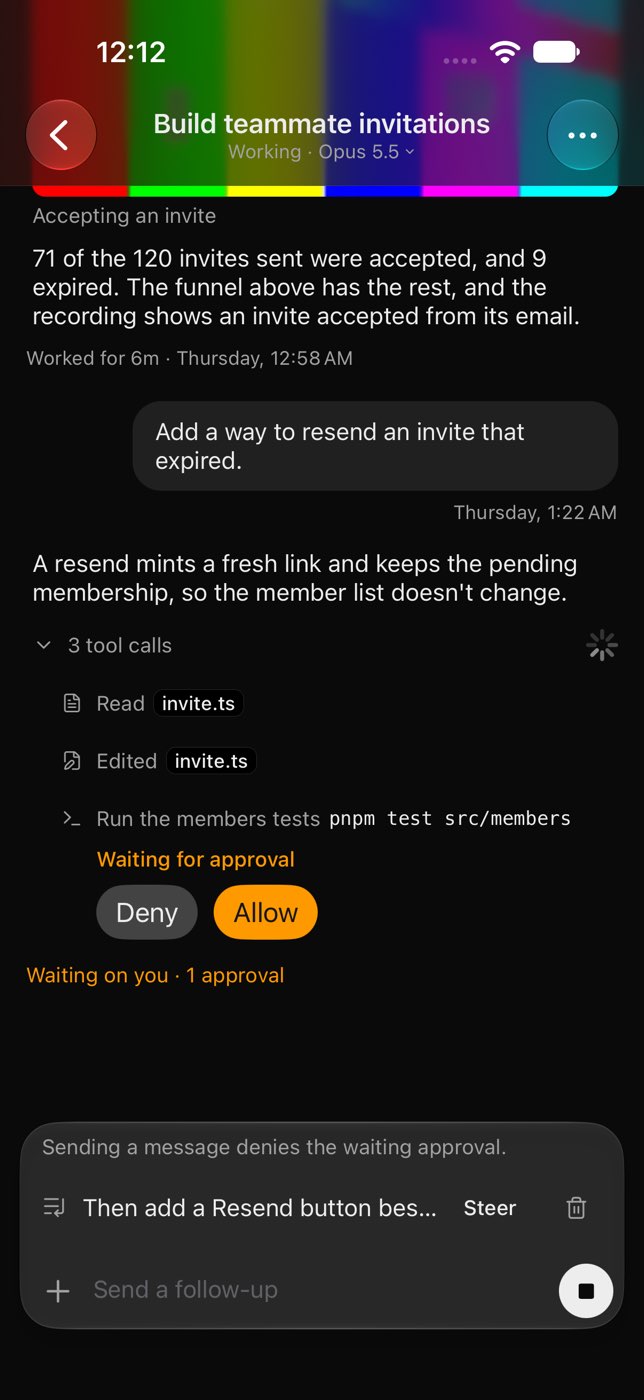 12:12
Build teammate invitations
Working · Opus 5.5
Accepting an invite
71 of the 120 invites sent were accepted, and 9
expired. The funnel above has the rest, and the
recording shows an invite accepted from its email.
Worked for 6m · Thursday, 12:58 AM
Add a way to resend an invite that
expired.
Thursday, 1:22 AM
A resend mints a fresh link and keeps the pending
membership, so the member list doesn't change.
3 tool calls
Read invite.ts
Edited invite.ts
Run the members tests pnpm test src/members
Waiting for approval
Deny Allow
Waiting on you · 1 approval
Sending a message denies the waiting approval.
Then add a Resend button bes... Steer
Send a follow-up